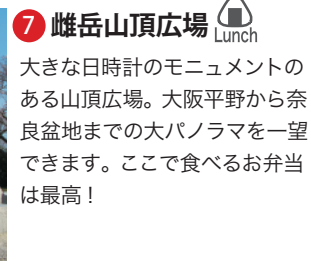 7 雌岳山頂広場 Lunch
大きな日時計のモニュメントの
ある山頂広場。大阪平野から奈
良盆地までの大パノラマを一望
できます。ここで食べるお弁当
は最高！